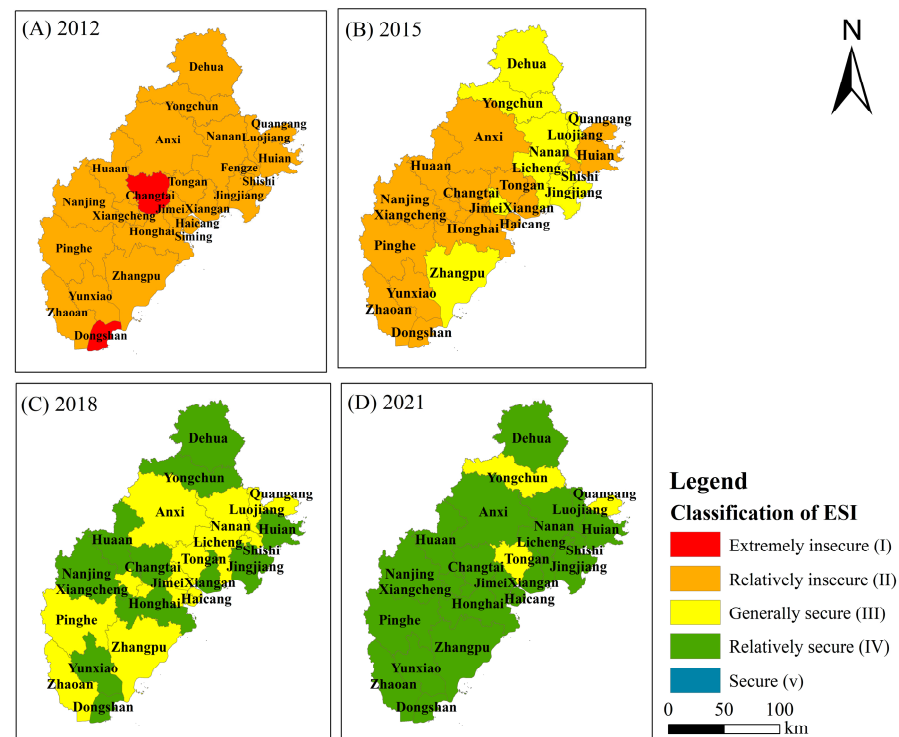 (A) 2012
Dehua
Yongchun
Quangang
Anxi
Nanan
Luojiang
Huian
Huaan
Fengze
Tongan
Shishi
Changtai
Jingjiang
Nanjing
Xiangcheng
Jimei
Xiangan
Haicang
Honghai
Siming
Pinghe
Zhangpu
Yunxiao
Zhaoan
Dongshan
(B) 2015
Dehua
Yongchun
Quangang
Anxi
Luojiang
Nanan
Huian
Huaan
Licheng
Shishi
Tongan
Changtai
Jingjiang
Nanjing
Jimei
Xiangan
Xiangcheng
Haicang
Honghai
Pinghe
Zhangpu
Yunxiao
Zhaoan
Dongshan
N
(C) 2018
Dehua
Yongchun
Quangang
Anxi
Luojiang
Nanan
Huian
Huaan
Licheng
Shishi
Tongan
Changtai
Jingjiang
Nanjing
Jimei
Xiangan
Xiangcheng
Haicang
Honghai
Pinghe
Zhangpu
Yunxiao
Zhaoan
Dongshan
(D) 2021
Dehua
Yongchun
Quangang
Anxi
Luojiang
Nanan
Huian
Huaan
Licheng
Shishi
Tongan
Changtai
Jingjiang
Nanjing
Jimei
Xiangan
Xiangcheng
Haicang
Honghai
Pinghe
Zhangpu
Yunxiao
Zhaoan
Dongshan
Legend
Classification of ESI
Extremely insecure (I)
Relatively insecure (II)
Generally secure (III)
Relatively secure (IV)
Secure (v)
0 50 100
km